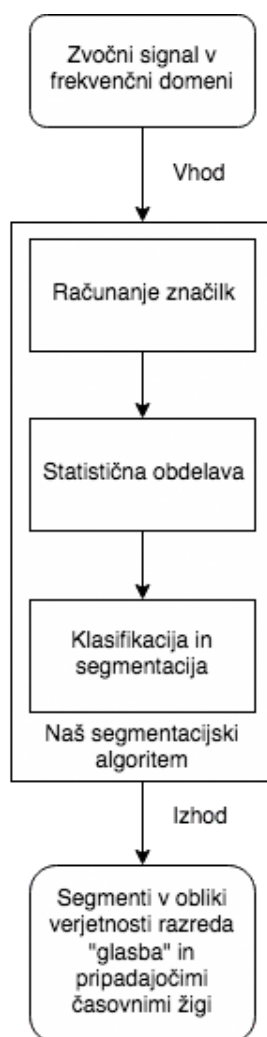 Zvočni signal v
frekvenčni domeni
Vhod
Računanje značilk
Statistična obdelava
Klasifikacija in
segmentacija
Naš segmentacijski
algoritem
Izhod
Segmenti v obliki
verjetnosti razreda
"glasba" in
pripadajočimi
časovnimi žigi